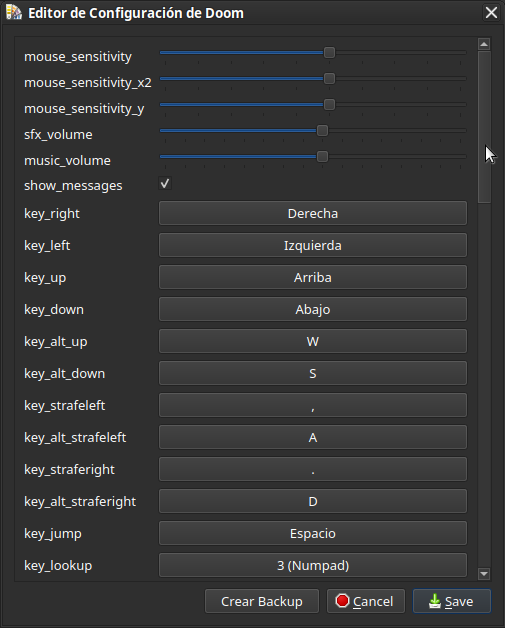 Editor de Configuración de Doom
mouse_sensitivity
mouse_sensitivity_x2
mouse_sensitivity_y
sfx_volume
music_volume
show_messages
key_right Derecha
key_left Izquierda
key_up Arriba
key_down Abajo
key_alt_up W
key_alt_down S
key_strafeleft ,
key_alt_strafeleft A
key_straferight .
key_alt_straferight D
key_jump Espacio
key_lookup 3 (Numpad)
Crear Backup Cancel Save